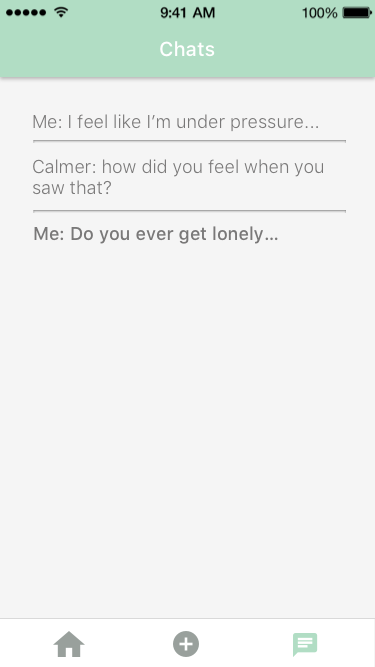 9:41 AM 100%
Chats
Me: I feel like I’m under pressure...
Calmer: how did you feel when you
saw that?
Me: Do you ever get lonely...